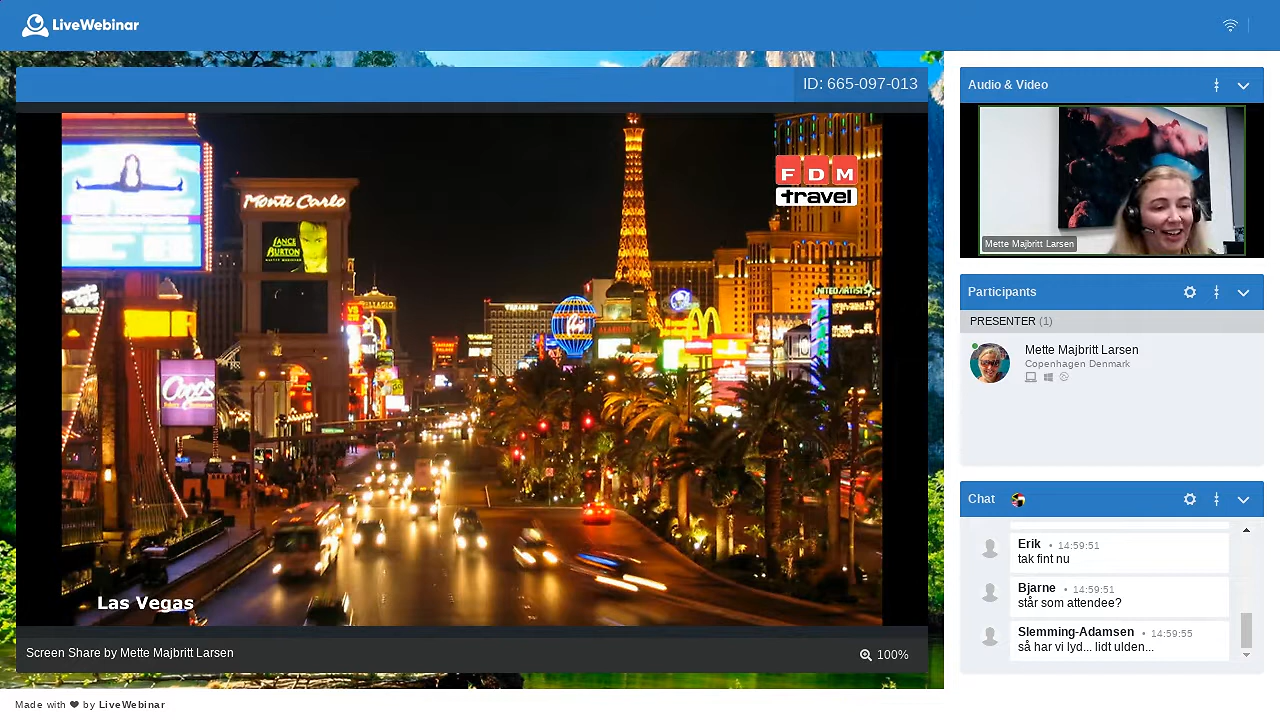 LiveWebinar
ID: 665-097-013
Monte Carlo
LANCE
BURTON
FDM
travel
UNITED ARTISTS
Coco's
Las Vegas
Screen Share by Mette Majbritt Larsen
100%
Audio & Video
Mette Majbritt Larsen
Participants
PRESENTER (1)
Mette Majbritt Larsen
Copenhagen Denmark
Chat
Erik • 14:59:51
tak fint nu
Bjarne • 14:59:51
står som attendee?
Slemming-Adamsen • 14:59:55
så har vi lyd... lidt ulden...
Made with ❤ by LiveWebinar